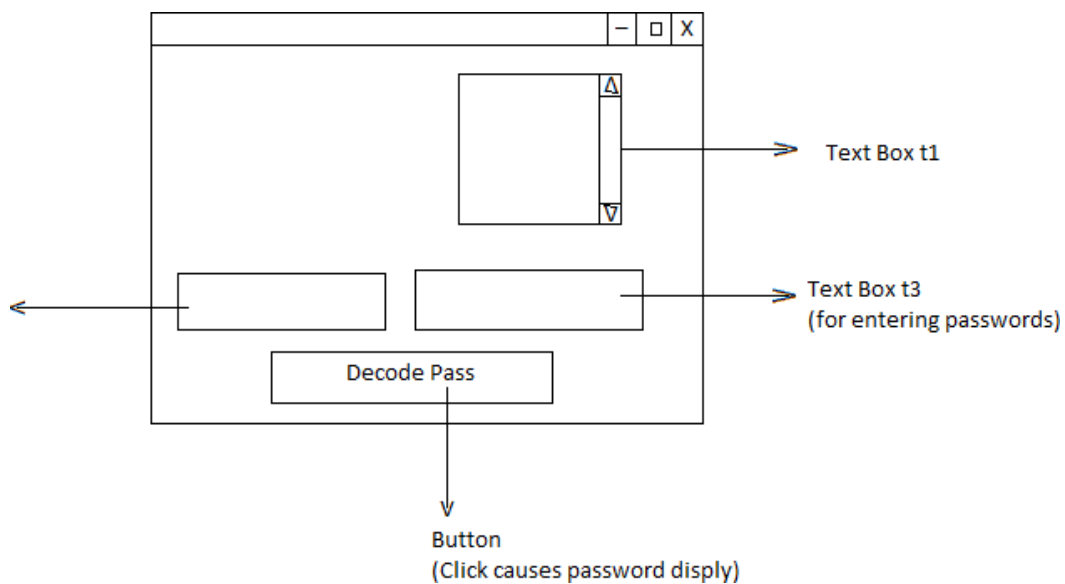 X
Text Box t1
Text Box t3
(for entering passwords)
Decode Pass
Button
(Click causes password disply)